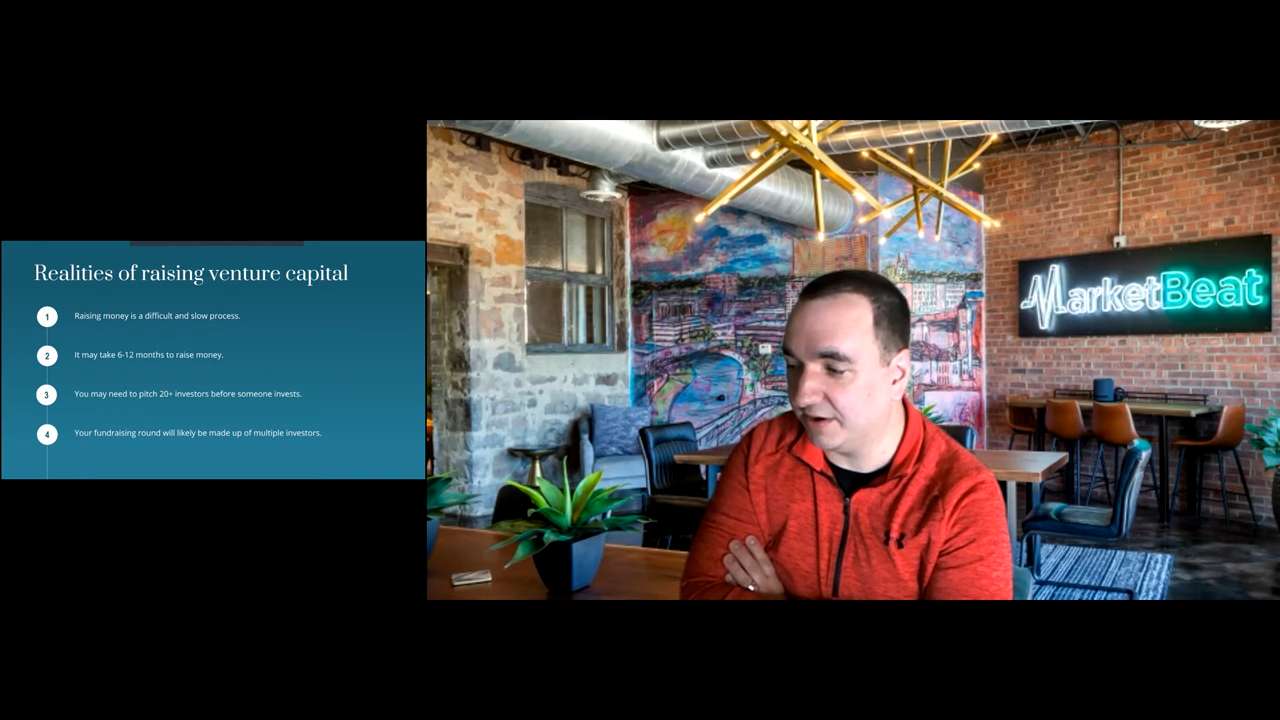 Realities of raising venture capital
1
Raising money is a difficult and slow process.
2
It may take 6-12 months to raise money.
3
You may need to pitch 20+ investors before someone invests.
4
Your fundraising round will likely be made up of multiple investors.
MarketBeat